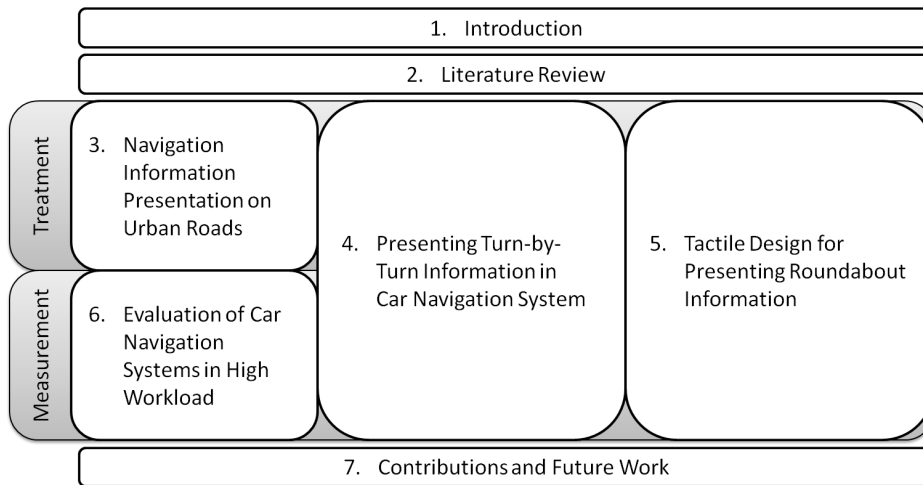 1. Introduction
2. Literature Review
Treatment
3. Navigation
Information
Presentation on
Urban Roads
4. Presenting Turn-by-
Turn Information in
Car Navigation System
5. Tactile Design for
Presenting Roundabout
Information
Measurement
6. Evaluation of Car
Navigation
Systems in High
Workload
7. Contributions and Future Work